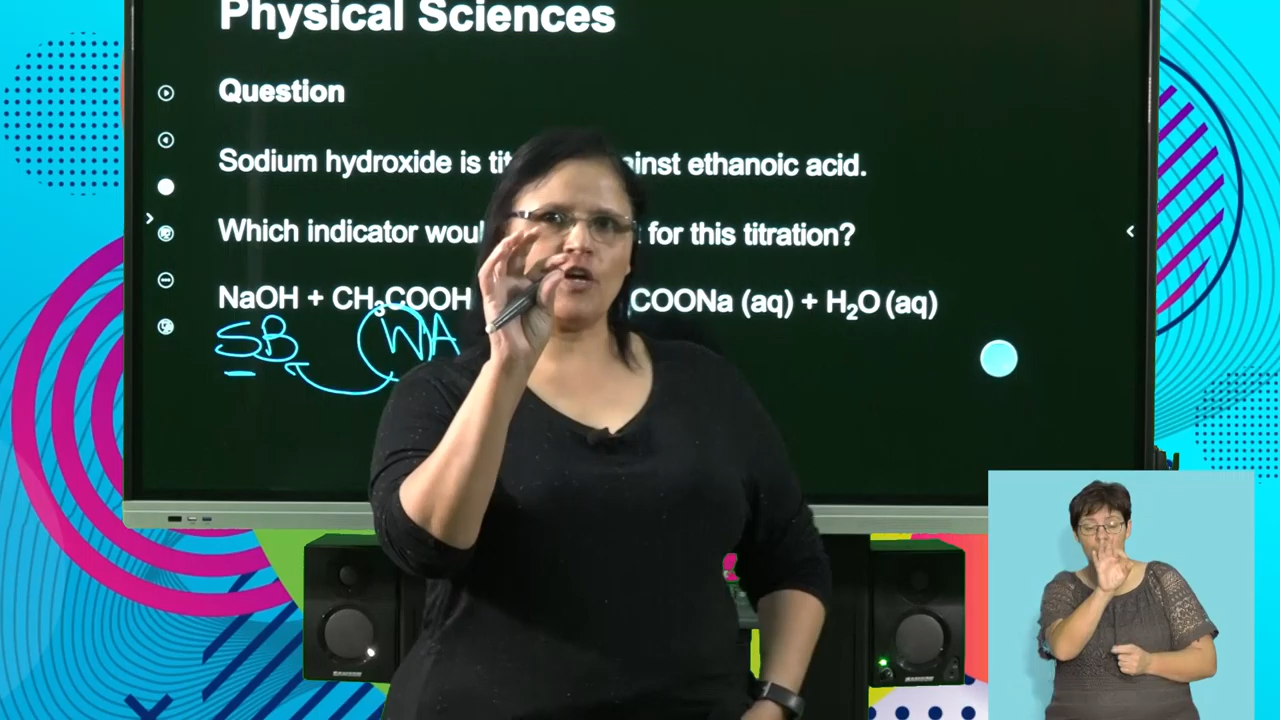 Physical Sciences
Question
Sodium hydroxide is tit inst ethanoic acid.
Which indicator woul for this titration?
NaOH + CH₃COOH COONa (aq) + H₂O (aq)
SB WA